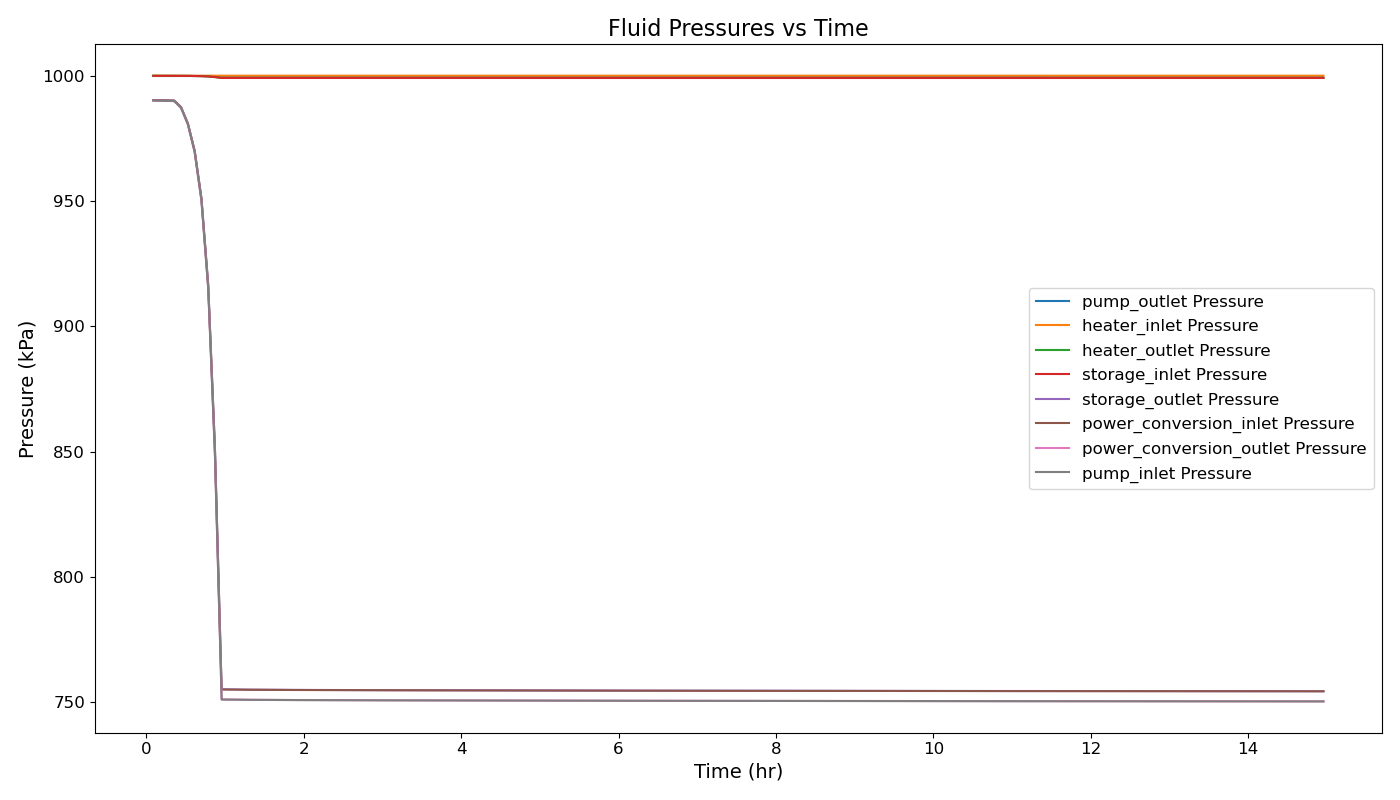 Fluid Pressures vs Time
Pressure (kPa)
1000
950
900
850
800
750
pump_outlet Pressure
heater_inlet Pressure
heater_outlet Pressure
storage_inlet Pressure
storage_outlet Pressure
power_conversion_inlet Pressure
power_conversion_outlet Pressure
pump_inlet Pressure
0 2 4 6 8 10 12 14
Time (hr)